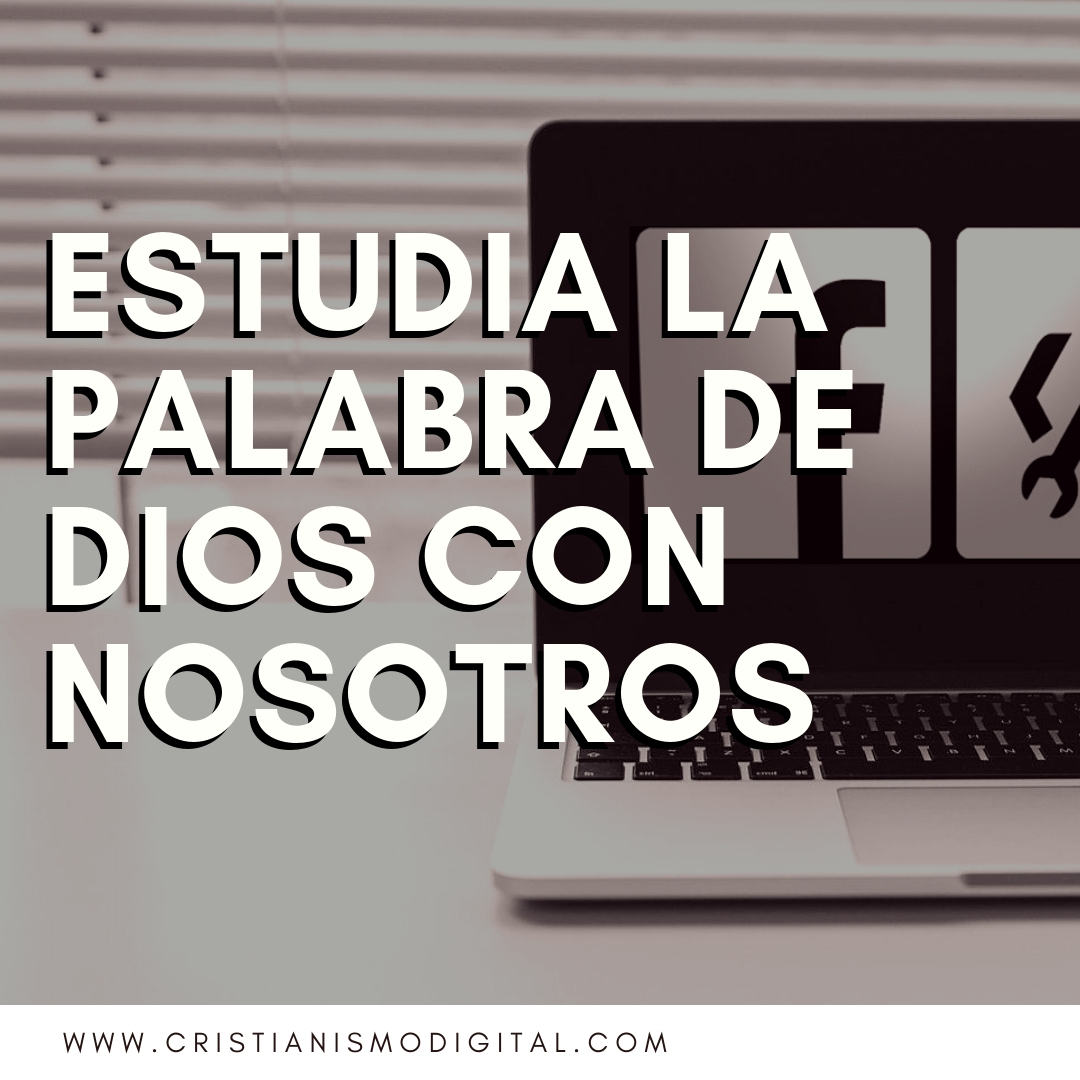 ESTUDIA LA
PALABRA DE
DIOS CON
NOSOTROS
WWW.CRISTIANISMODIGITAL.COM